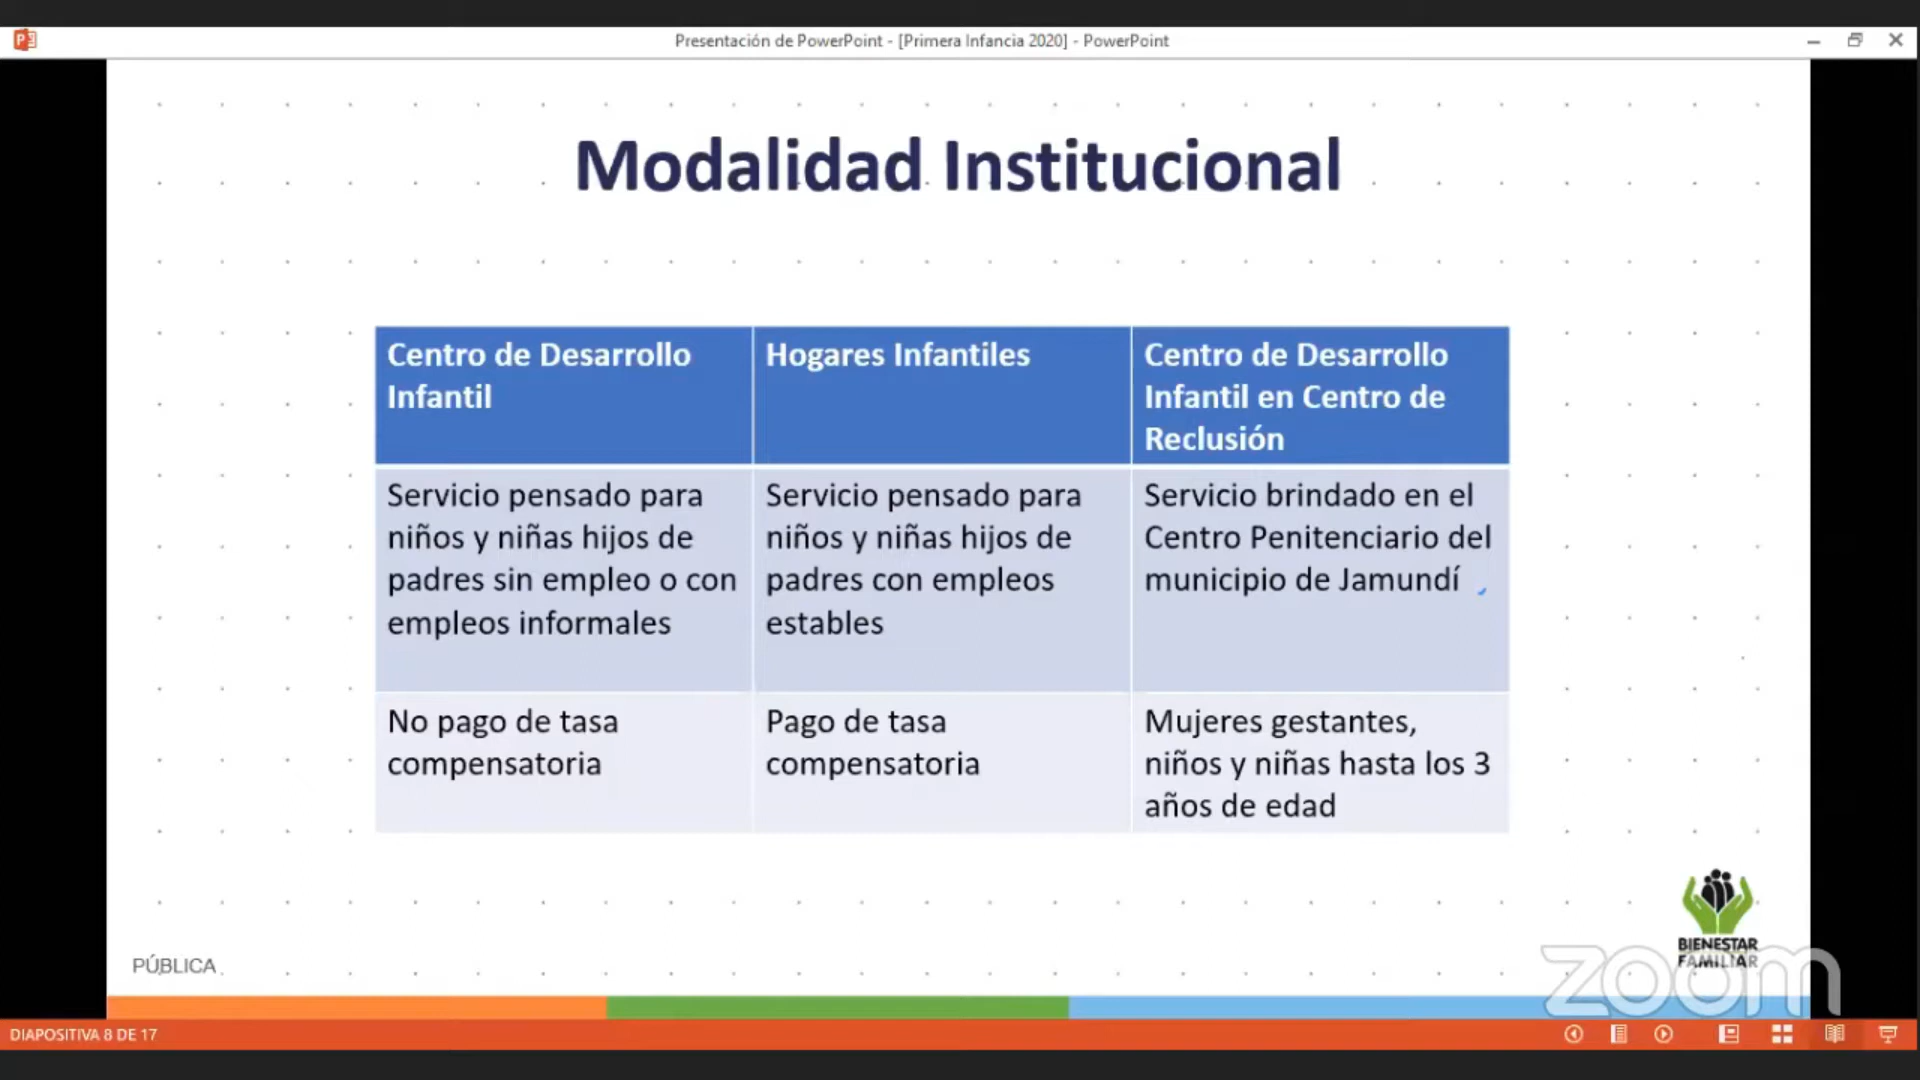 Presentación de PowerPoint - [Primera Infancia 2020] - PowerPoint
Modalidad Institucional
Centro de Desarrollo
Infantil
Hogares Infantiles
Centro de Desarrollo
Infantil en Centro de
Reclusión
Servicio pensado para
niños y niñas hijos de
padres sin empleo o con
empleos informales
Servicio pensado para
niños y niñas hijos de
padres con empleos
estables
Servicio brindado en el
Centro Penitenciario del
municipio de Jamundí
No pago de tasa
compensatoria
Pago de tasa
compensatoria
Mujeres gestantes,
niños y niñas hasta los 3
años de edad
BIENESTAR
FAMILIAR
PÚBLICA
zoom
DIAPOSITIVA 8 DE 17